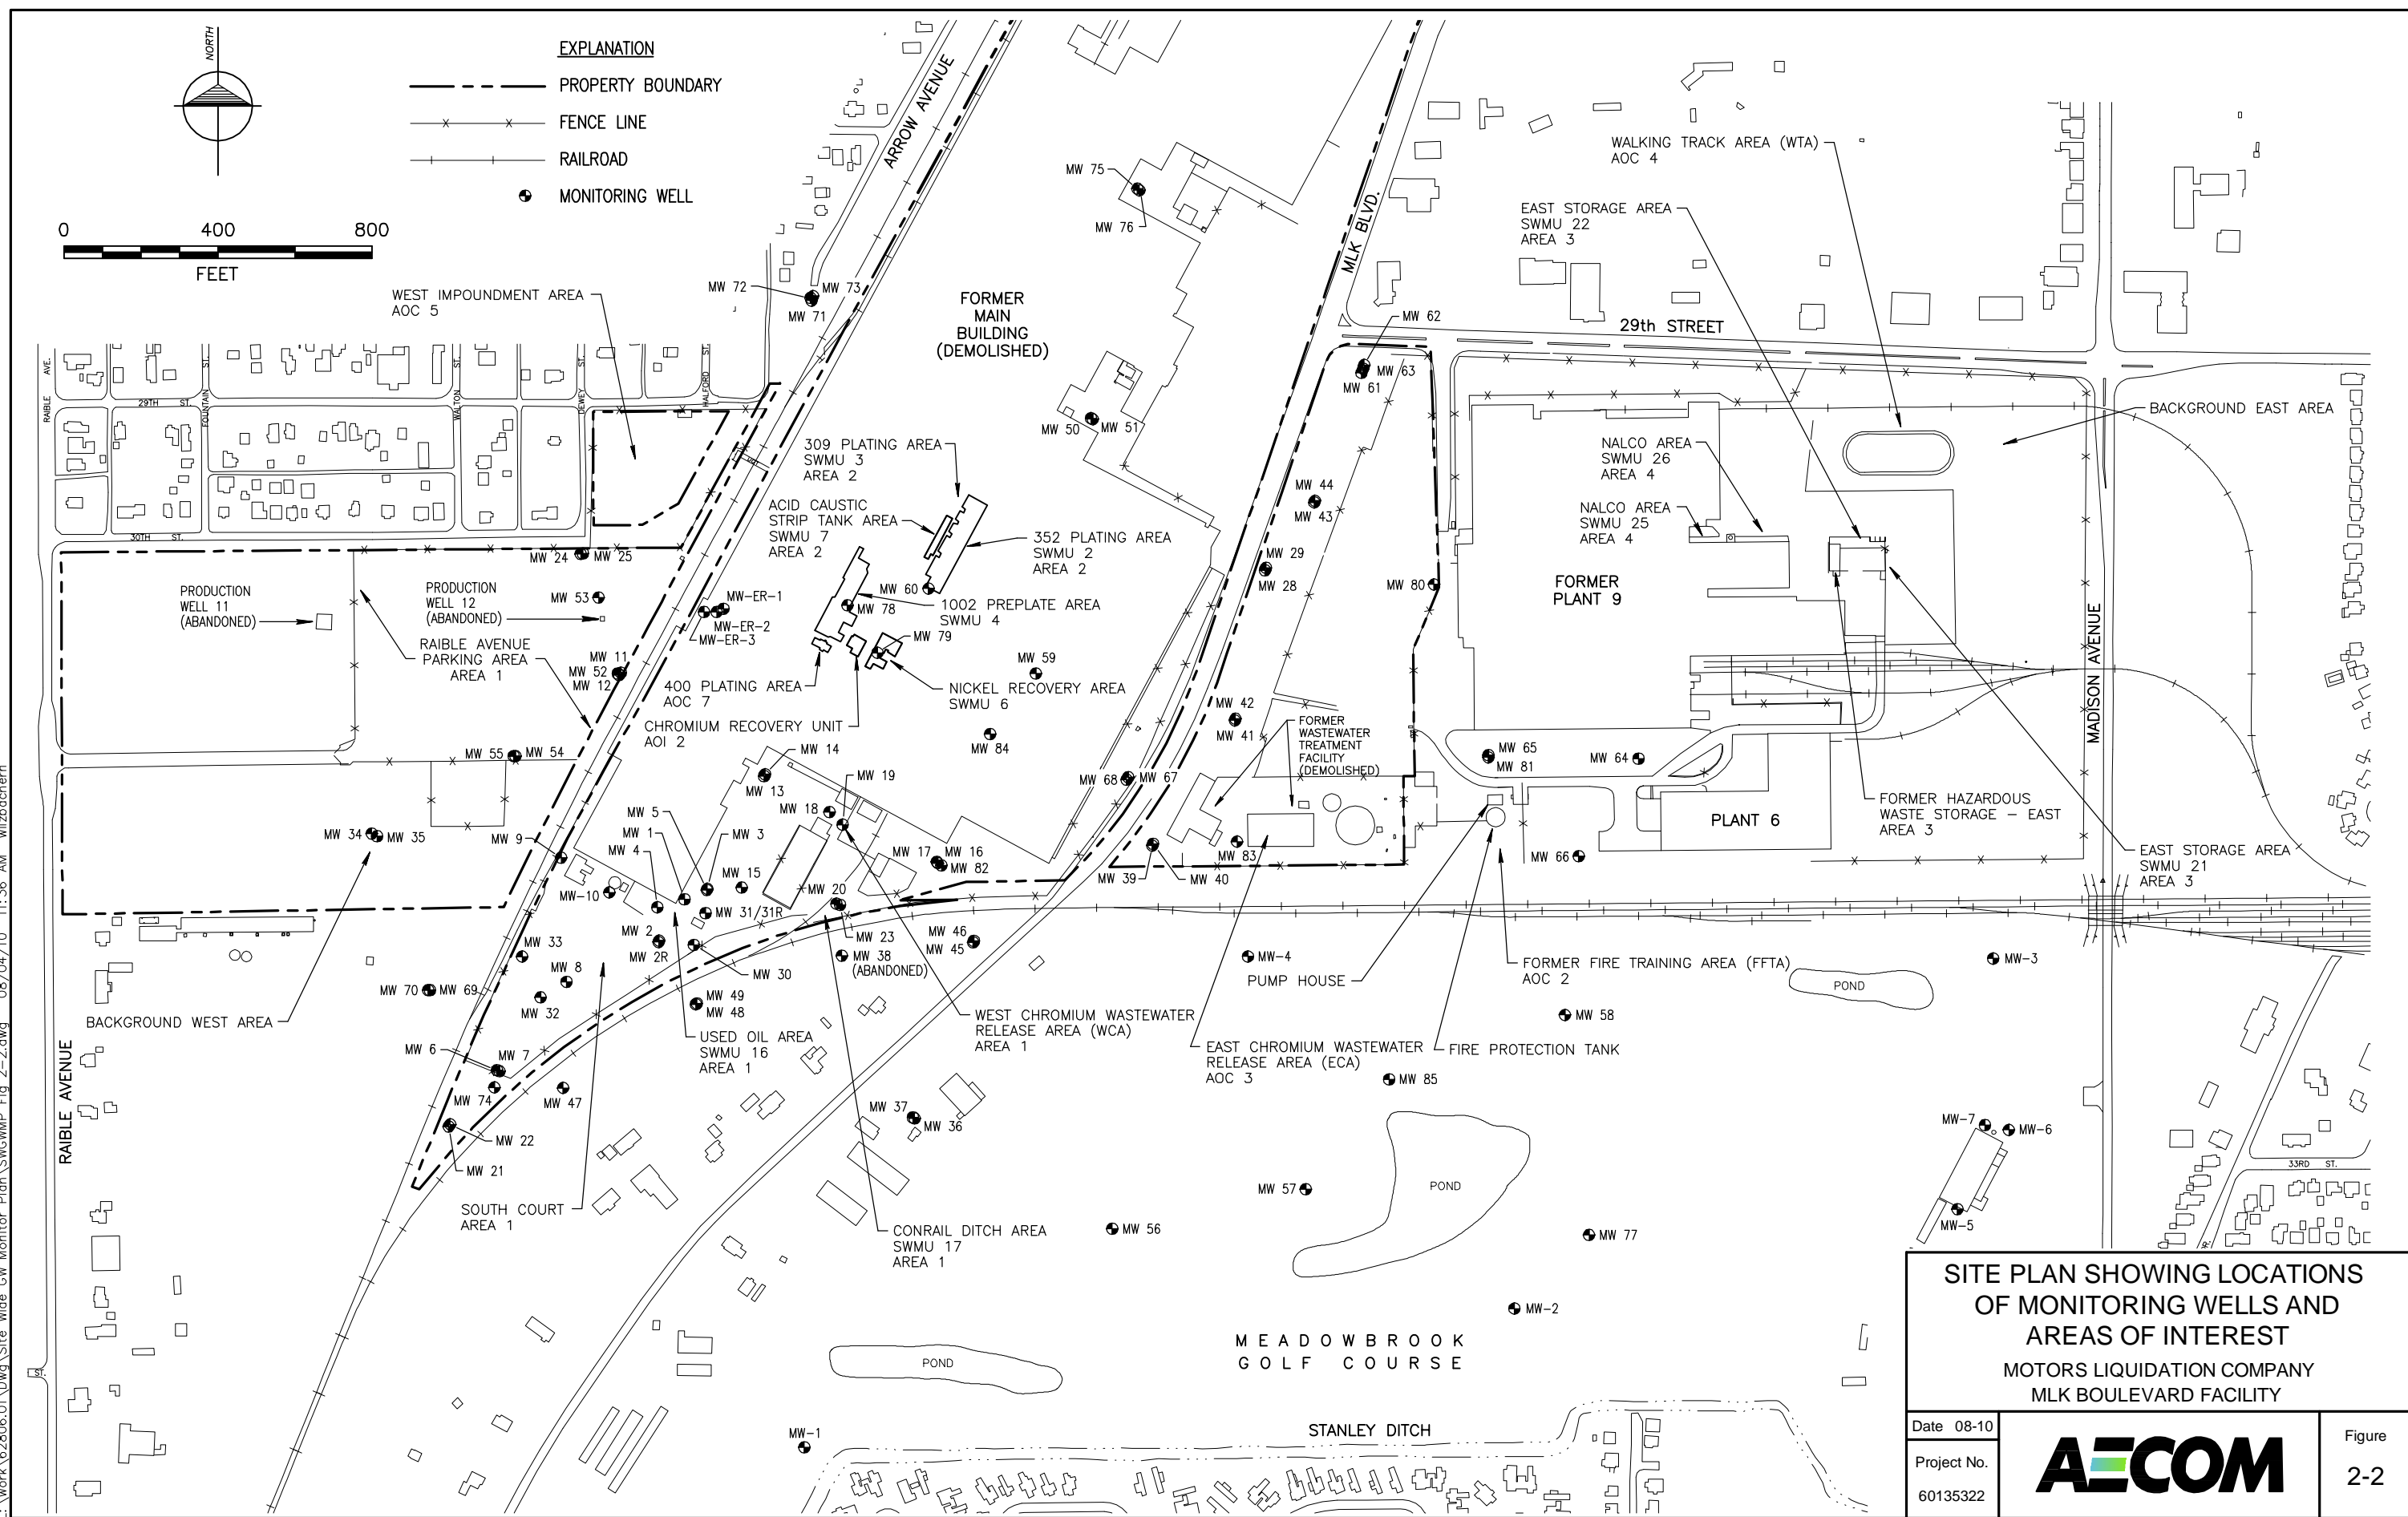 NORTH
EXPLANATION
PROPERTY BOUNDARY
FENCE LINE
RAILROAD
MONITORING WELL
0 400 800
FEET
ARROW AVENUE
MLK BLVD.
WALKING TRACK AREA (WTA)
AOC 4
EAST STORAGE AREA
SWMU 22
AREA 3
MW 75
MW 76
WEST IMPOUNDMENT AREA
AOC 5
MW 72
MW 73
MW 71
FORMER
MAIN
BUILDING
(DEMOLISHED)
MW 62
MW 63
MW 61
29th STREET
RAIBLE AVE.
FOUNTAIN ST.
WALTON ST.
DEWEY ST.
HALFORD ST.
29TH ST.
30TH ST.
BACKGROUND EAST AREA
MW 50
MW 51
309 PLATING AREA
SWMU 3
AREA 2
NALCO AREA
SWMU 26
AREA 4
ACID CAUSTIC
STRIP TANK AREA
SWMU 7
AREA 2
MW 44
MW 43
NALCO AREA
SWMU 25
AREA 4
352 PLATING AREA
SWMU 2
AREA 2
MW 24
MW 25
MW 29
MW 28
MW 80
FORMER
PLANT 9
PRODUCTION
WELL 11
(ABANDONED)
PRODUCTION
WELL 12
(ABANDONED)
MW 53
MW-ER-1
MW-ER-2
MW-ER-3
MW 60
MW 78
1002 PREPLATE AREA
SWMU 4
MW 79
RAIBLE AVENUE
PARKING AREA
AREA 1
MW 11
MW 52
MW 12
MW 59
400 PLATING AREA
AOC 7
NICKEL RECOVERY AREA
SWMU 6
MADISON AVENUE
CHROMIUM RECOVERY UNIT
AOI 2
MW 84
MW 42
MW 41
FORMER
WASTEWATER
TREATMENT
FACILITY
(DEMOLISHED)
MW 55
MW 54
MW 14
MW 13
MW 68
MW 67
MW 65
MW 81
MW 64
MW 19
MW 18
MW 5
MW 1
MW 4
MW 3
FORMER HAZARDOUS
WASTE STORAGE – EAST
AREA 3
PLANT 6
MW 34
MW 35
MW 9
MW 17
MW 16
MW 82
MW 83
MW 66
EAST STORAGE AREA
SWMU 21
AREA 3
MW-10
MW 15
MW 20
MW 39
MW 40
MW 31/31R
MW 2
MW 2R
MW 23
MW 38
(ABANDONED)
MW 46
MW 45
MW 30
MW 33
MW 8
MW 32
MW 70
MW 69
MW-4
PUMP HOUSE
FORMER FIRE TRAINING AREA (FFTA)
AOC 2
MW-3
POND
MW 49
MW 48
BACKGROUND WEST AREA
WEST CHROMIUM WASTEWATER
RELEASE AREA (WCA)
AREA 1
MW 58
USED OIL AREA
SWMU 16
AREA 1
EAST CHROMIUM WASTEWATER
RELEASE AREA (ECA)
AOC 3
FIRE PROTECTION TANK
MW 6
MW 7
MW 85
RAIBLE AVENUE
MW 74
MW 47
MW 37
MW 36
MW 22
MW 21
MW-7
MW-6
33RD ST.
MW 57
POND
SOUTH COURT
AREA 1
MW 56
MW 77
MW-5
CONRAIL DITCH AREA
SWMU 17
AREA 1
MW-2
MEADOWBROOK
GOLF COURSE
POND
ST.
MW-1
STANLEY DITCH
SITE PLAN SHOWING LOCATIONS
OF MONITORING WELLS AND
AREAS OF INTEREST
MOTORS LIQUIDATION COMPANY
MLK BOULEVARD FACILITY
Date 08-10
Project No.
60135322
AECOM
Figure
2-2